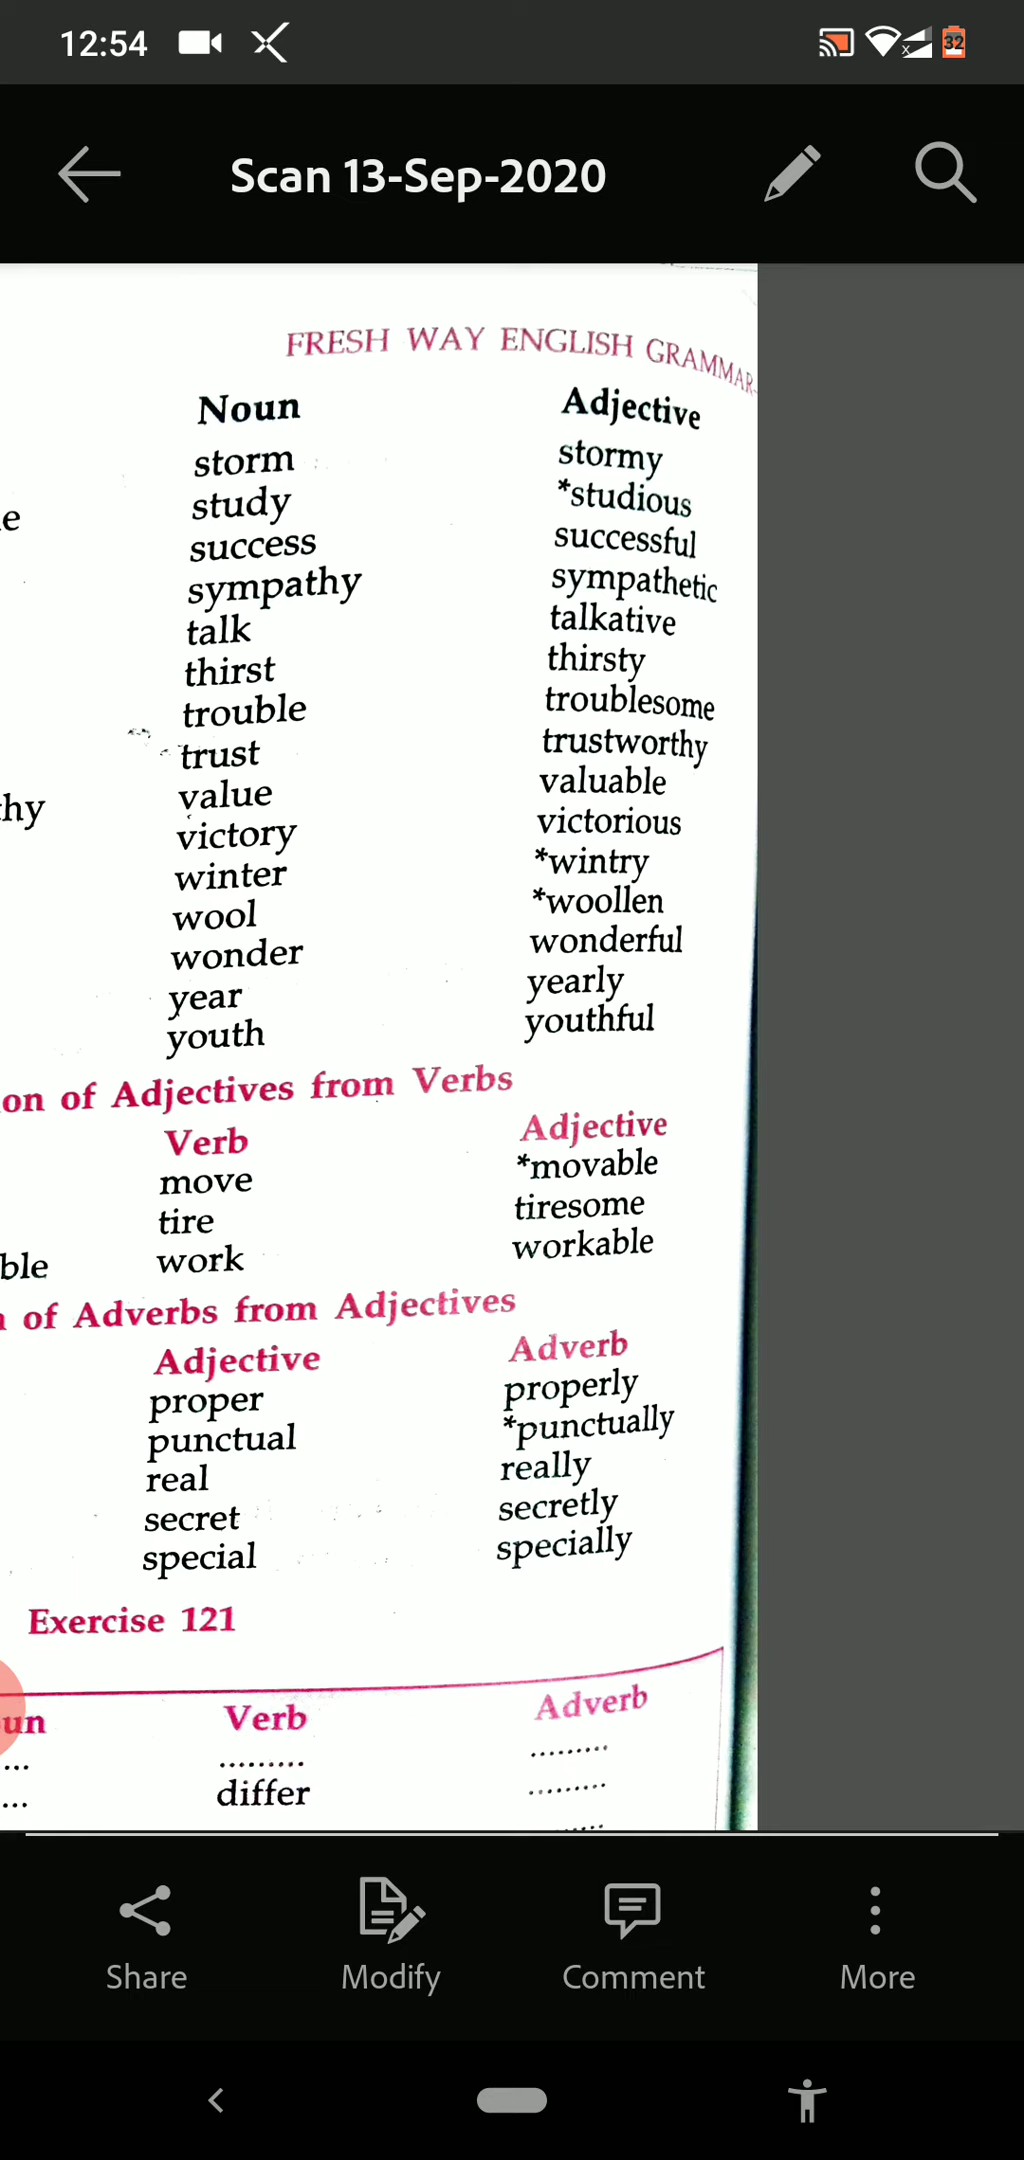 12:54 32
Scan 13-Sep-2020
FRESH WAY ENGLISH GRAMMAR-
Noun Adjective
storm stormy
study *studious
success successful
sympathy sympathetic
talk talkative
thirst thirsty
trouble troublesome
trust trustworthy
hy value valuable
victory victorious
winter *wintry
wool *woollen
wonder wonderful
year yearly
youth youthful
on of Adjectives from Verbs
Verb Adjective
move *movable
tire tiresome
ble work workable
of Adverbs from Adjectives
Adjective Adverb
proper properly
punctual *punctually
real really
secret secretly
special specially
Exercise 121
un Verb Adverb
... ......... .........
... differ .........
.....
Share Modify Comment More